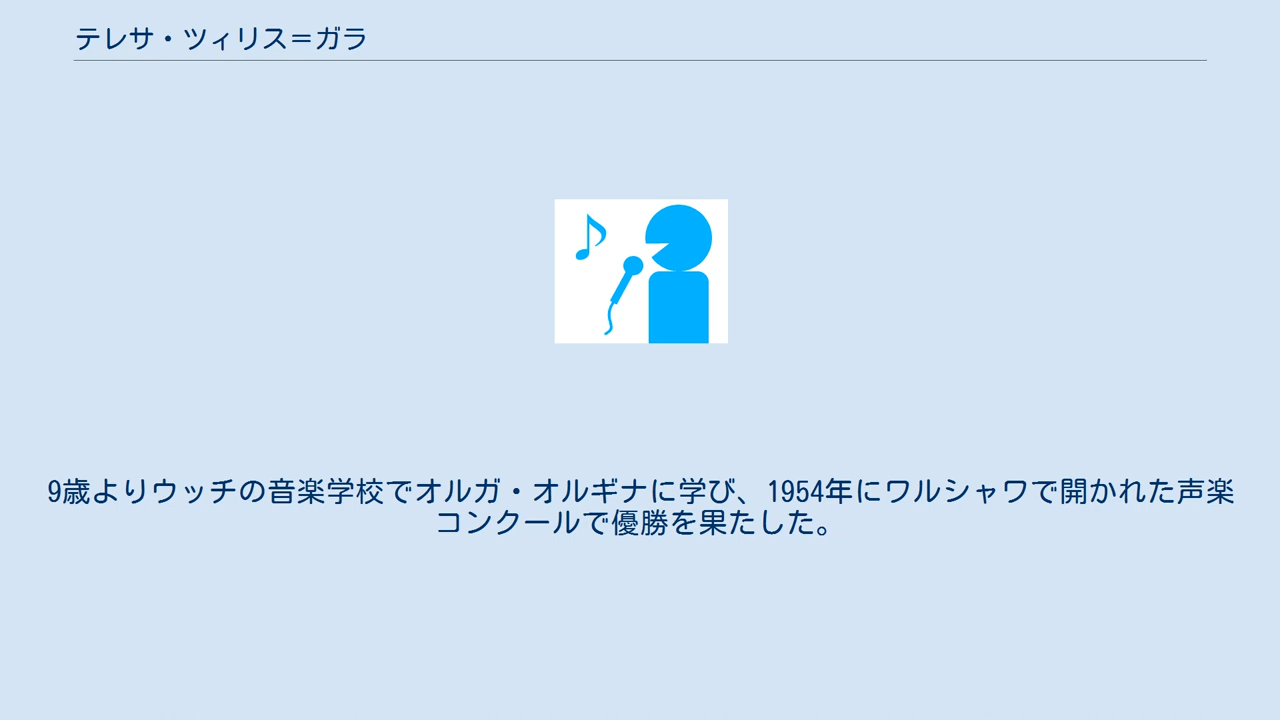 テレサ・ツィリス＝ガラ
9歳よりウッチの音楽学校でオルガ・オルギナに学び、1954年にワルシャワで開かれた声楽
コンクールで優勝を果たした。